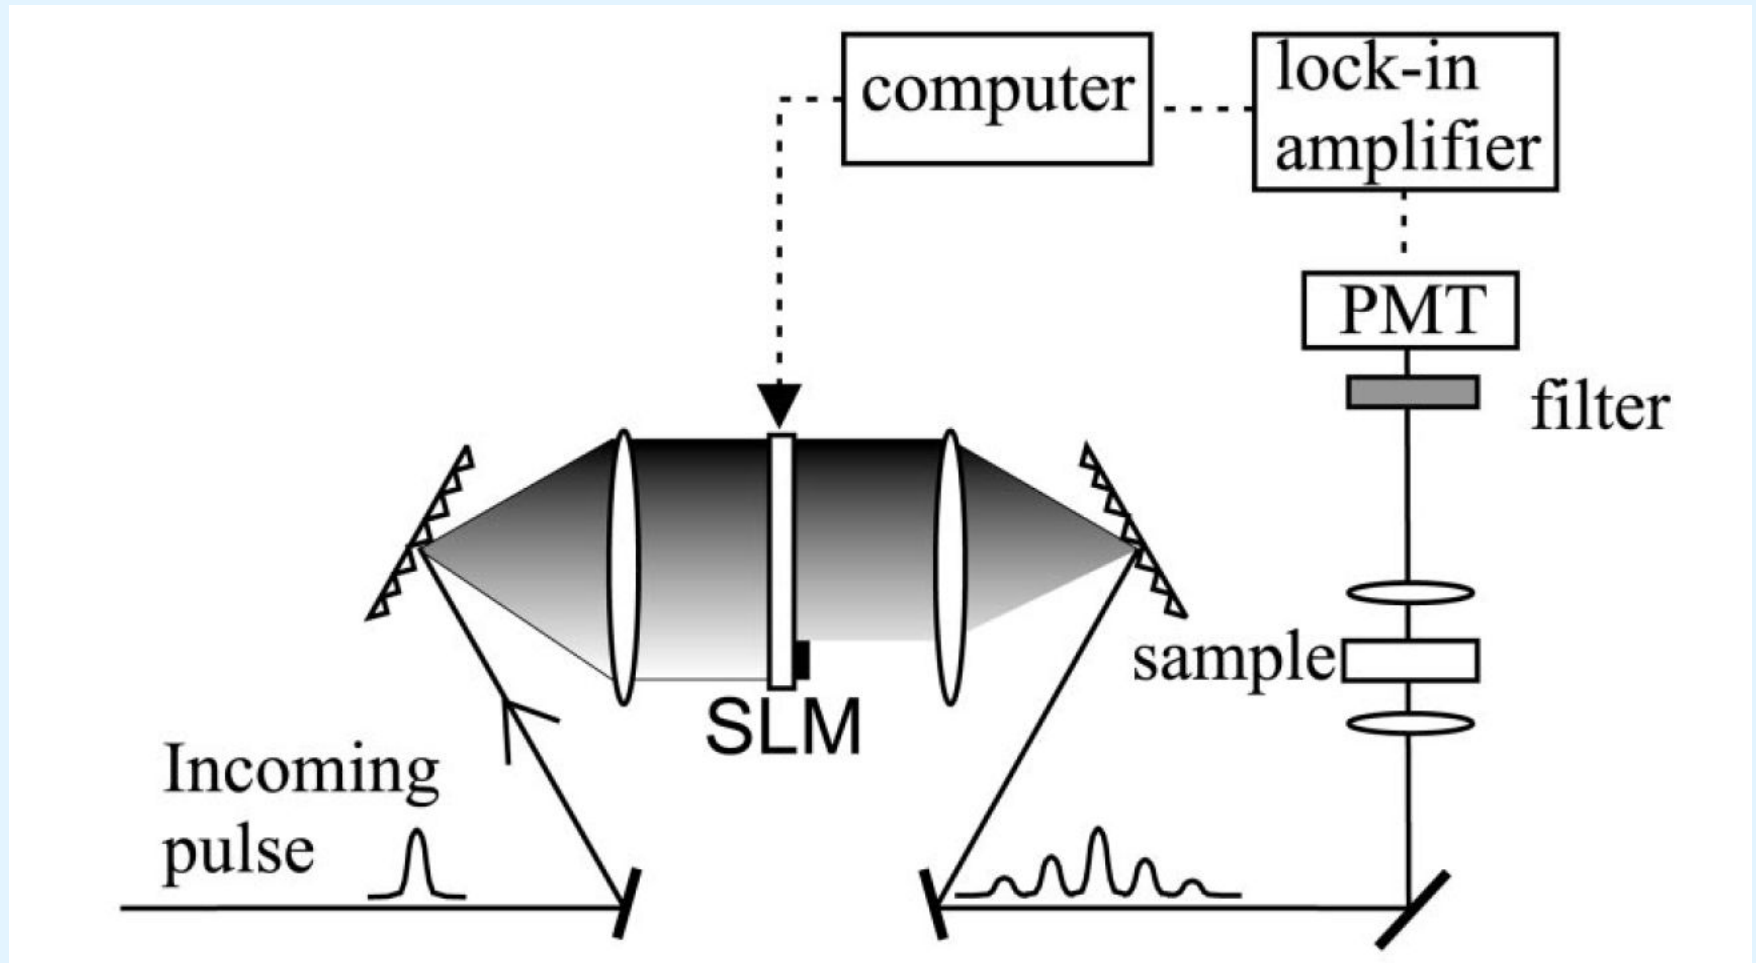 computer
lock-in
amplifier
PMT
filter
sample
SLM
Incoming
pulse